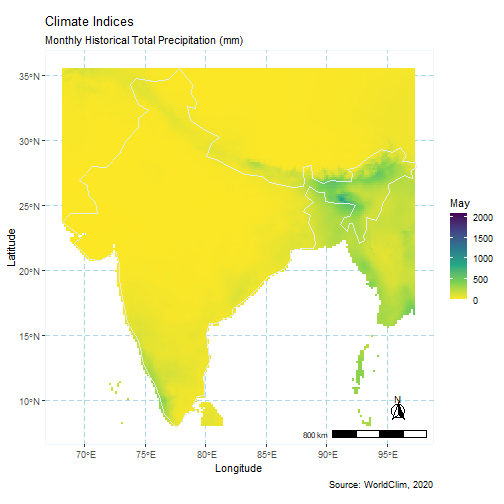 Climate Indices
Monthly Historical Total Precipitation (mm)
35°N
30°N
25°N
20°N
15°N
10°N
Latitude
May
2000
1500
1000
500
0
N
800 km
70°E
75°E
80°E
85°E
90°E
95°E
Longitude
Source: WorldClim, 2020